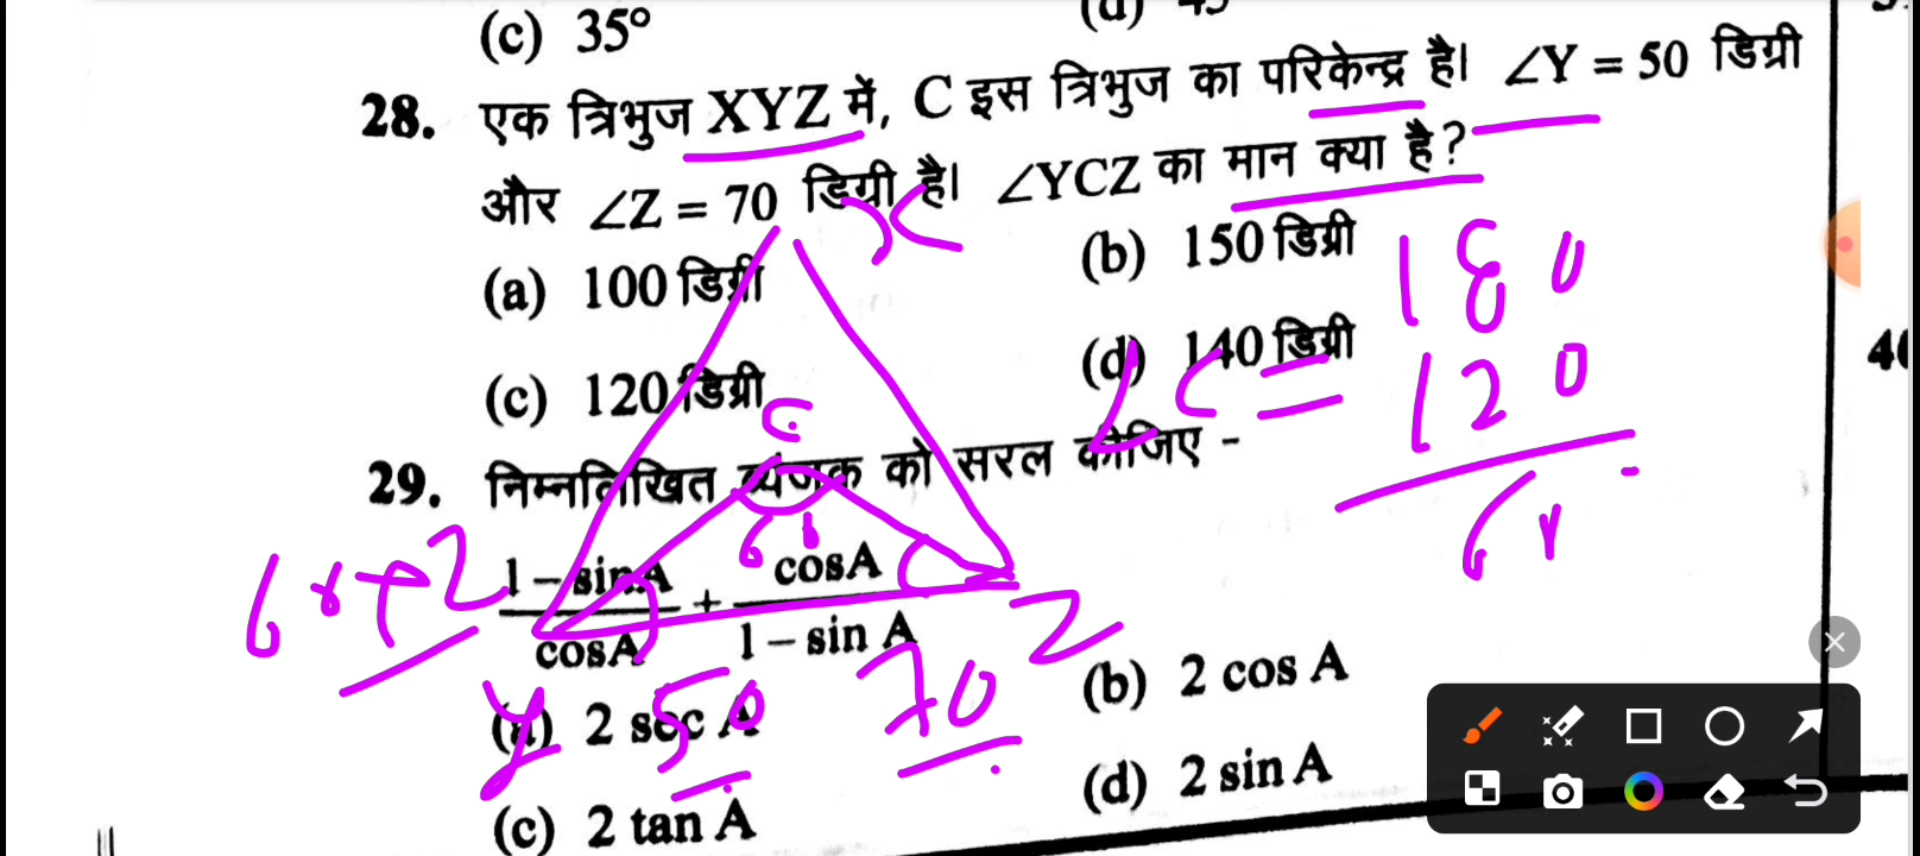 (c) 35°
28. एक त्रिभुज XYZ में, C इस त्रिभुज का परिकेन्द्र है। ∠Y = 50 डिग्री
और ∠Z = 70 डिग्री है। ∠YCZ का मान क्या है?
(a) 100 डिग्री (b) 150 डिग्री
(c) 120 डिग्री (d) 140 डिग्री
29. निम्नलिखित व्यंजक को सरल कीजिए -
1 – sin A / cos A + cos A / 1 – sin A
(a) 2 sec A (b) 2 cos A
(c) 2 tan A (d) 2 sin A
X
C
Y 50 70 Z
∠C =
180
120